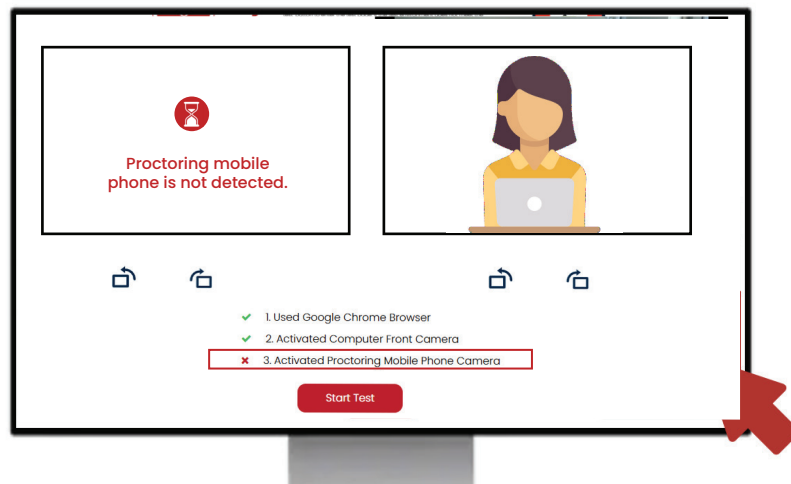 Proctoring mobile
phone is not detected.
1. Used Google Chrome Browser
2. Activated Computer Front Camera
3. Activated Proctoring Mobile Phone Camera
Start Test